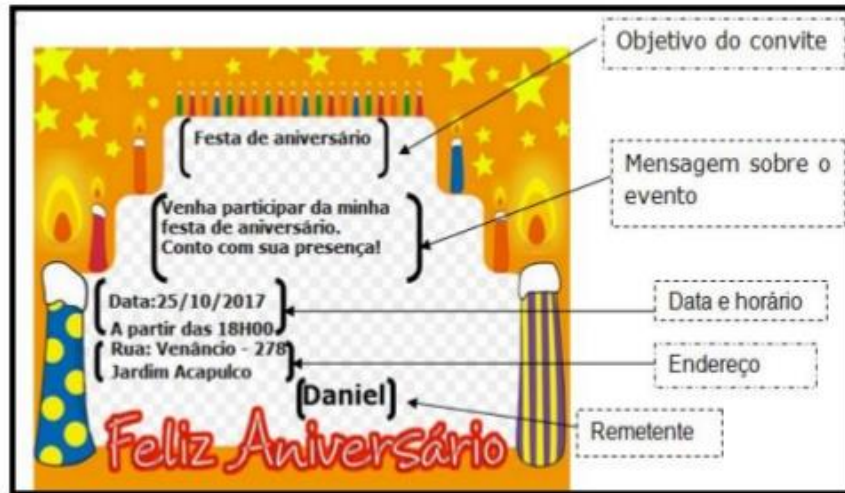 Objetivo do convite
Festa de aniversário
Mensagem sobre o
evento
Venha participar da minha
festa de aniversário.
Conto com sua presença!
Data:25/10/2017
A partir das 18H00
Data e horário
Rua: Venâncio - 278
Jardim Acapulco
Endereço
Daniel
Remetente
Feliz Aniversário